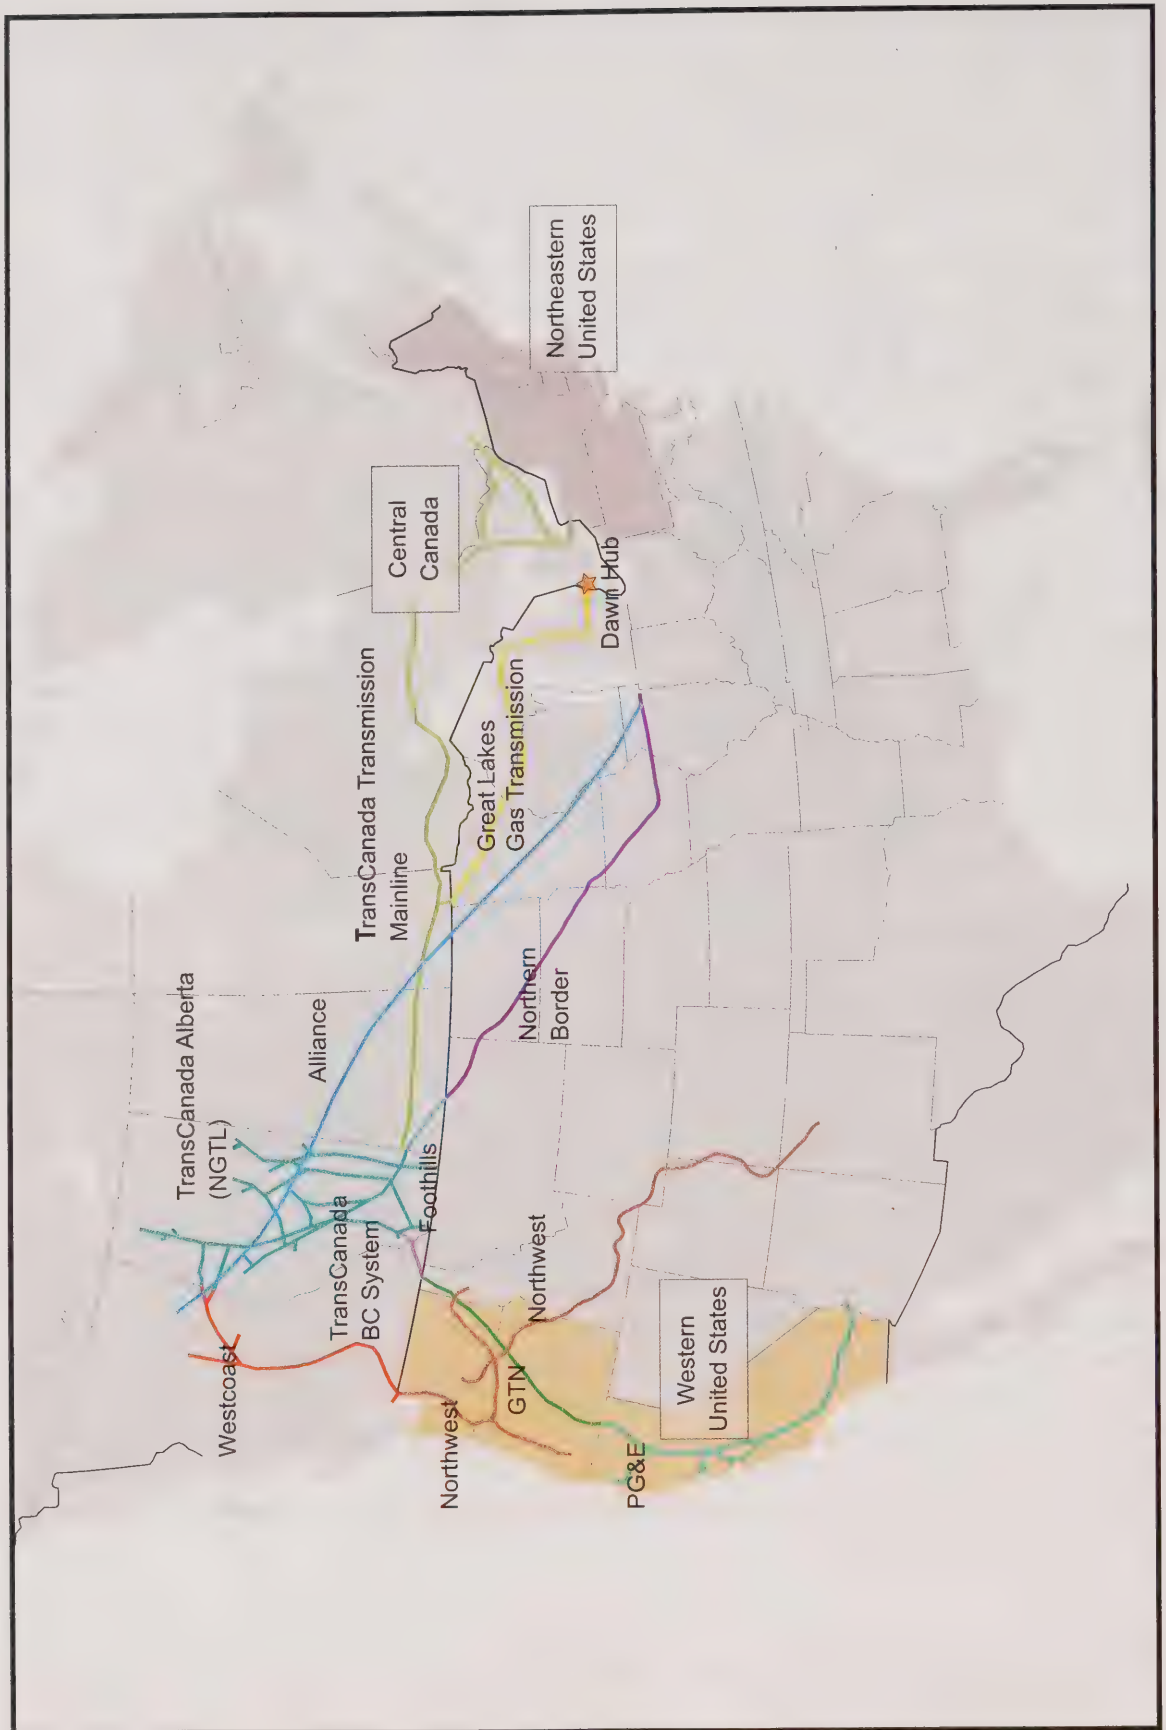 Westcoast
TransCanada Alberta
(NGTL)
TransCanada
BC System
Alliance
TransCanada Transmission
Mainline
Central
Canada
Foothills
Northwest
GTN
Northwest
Northern
Border
Great Lakes
Gas Transmission
Northeastern
United States
Dawn Hub
PG&E
Western
United States